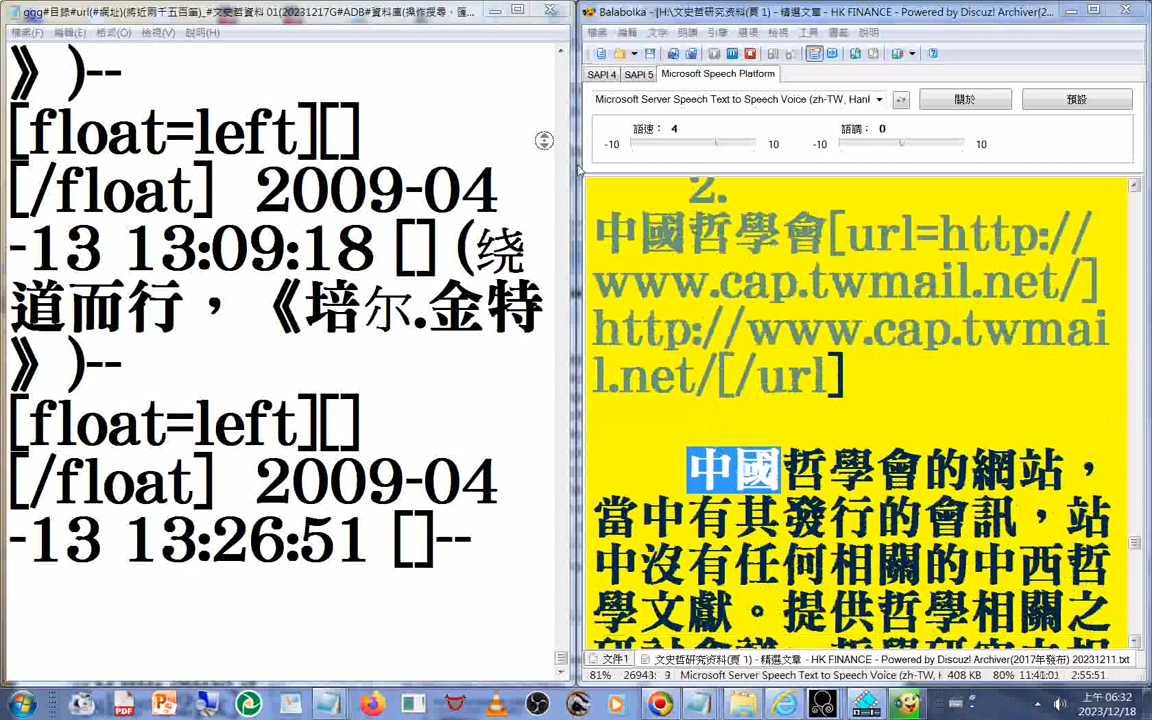 ggg#目錄#url(#網址)(將近兩千五百筆)_#文史哲資料 01(20231217G#ADB#資料庫(操作搜尋，匯...
檔案(F) 編輯(E) 格式(O) 檢視(V) 說明(H)
》 )--
[float=left][]
[/float] 2009-04
-13 13:09:18 [] (绕
道而行，《培尔.金特
》 )--
[float=left][]
[/float] 2009-04
-13 13:26:51 []--
Balabolka - [H:\文史哲研究资料(頁 1) - 精選文章 - HK FINANCE - Powered by Discuz! Archiver(2...
檔案 編輯 文字 朗讀 引擎 選項 檢視 工具 書籤 說明
SAPI 4 SAPI 5 Microsoft Speech Platform
Microsoft Server Speech Text to Speech Voice (zh-TW, Hanl
關於 預設
語速： 4 語調： 0
-10 10 -10 10
2.
中國哲學會[url=http://
www.cap.twmail.net/]
http://www.cap.twmai
l.net/[/url]
中國哲學會的網站，
當中有其發行的會訊，站
中沒有任何相關的中西哲
學文獻。提供哲學相關之
文件1 文史哲研究资料(頁 1) - 精選文章 - HK FINANCE - Powered by Discuz! Archiver(2017年發布) 20231211.txt
81% 26943: 9 Microsoft Server Speech Text to Speech Voice (zh 408 KB 80% 11:41:01 2:55:51
上午 06:32
2023/12/18